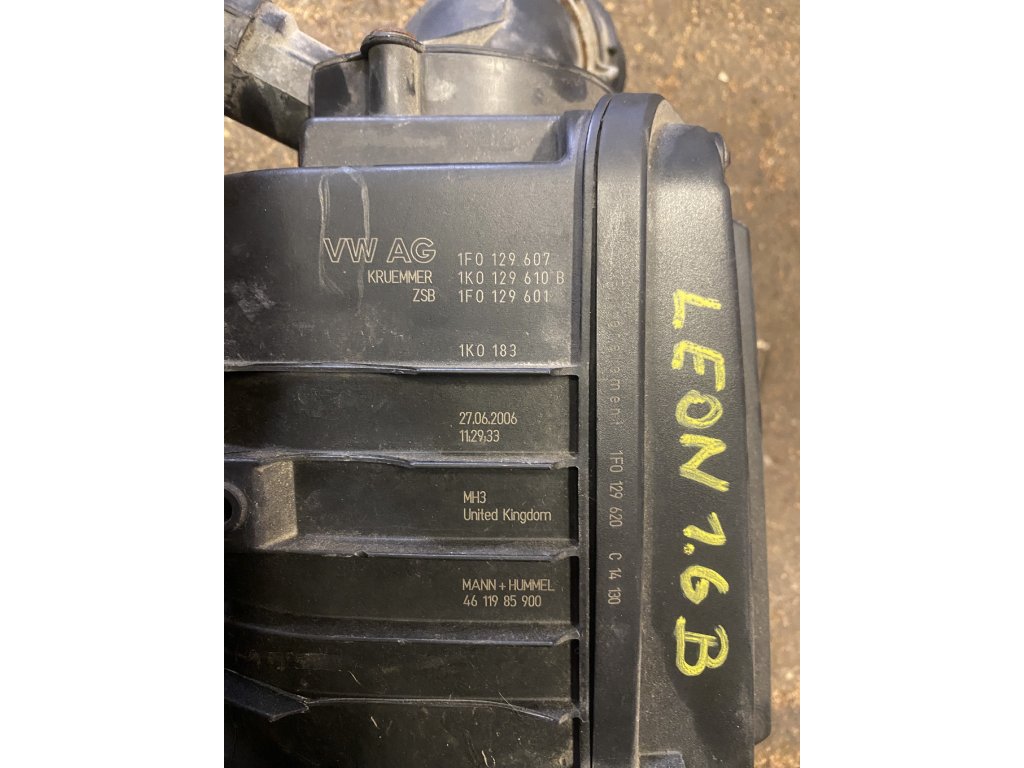 VW AG 1F0 129 607
KRUEMMER 1K0 129 610 B
ZSB 1F0 129 601
1K0 183
27.06.2006
11:29:33
MH3
United Kingdom
MANN+HUMMEL
46 119 85 900
1F0 129 620 C 14 130
LEON 1.6 B